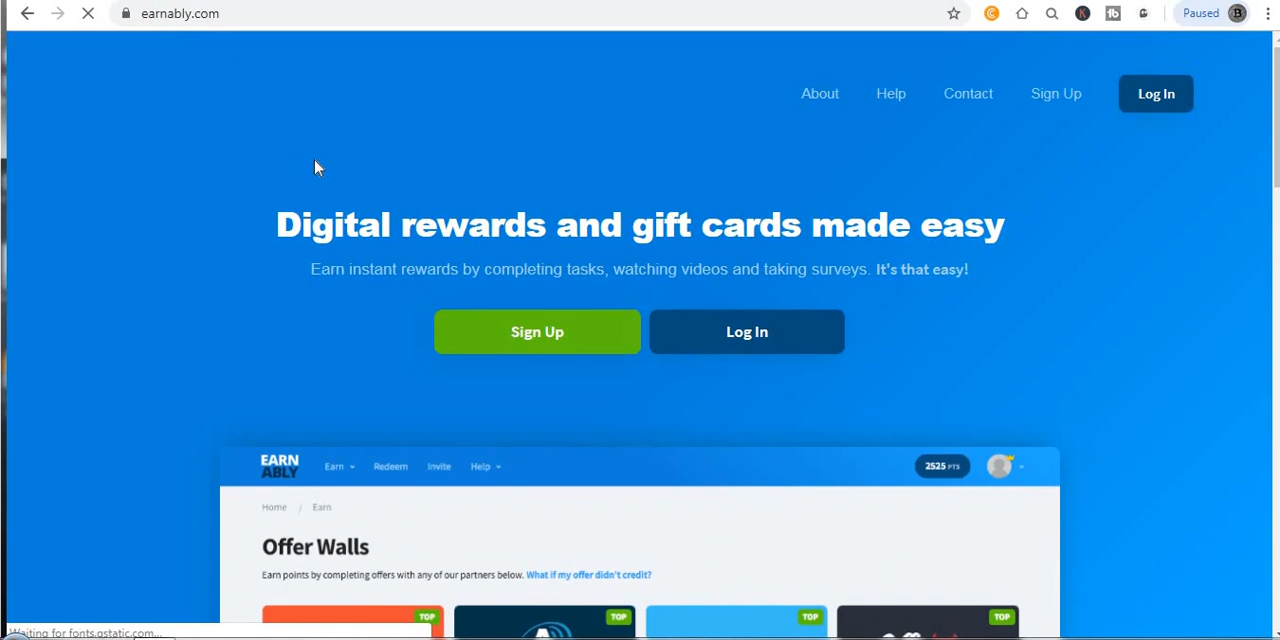 earnably.com
Paused
About Help Contact Sign Up Log In
Digital rewards and gift cards made easy
Earn instant rewards by completing tasks, watching videos and taking surveys. It's that easy!
Sign Up Log In
EARN
ABLY
Earn Redeem Invite Help 2525 PTS
Home / Earn
Offer Walls
Earn points by completing offers with any of our partners below. What if my offer didn't credit?
TOP TOP TOP TOP
Waiting for fonts.gstatic.com...